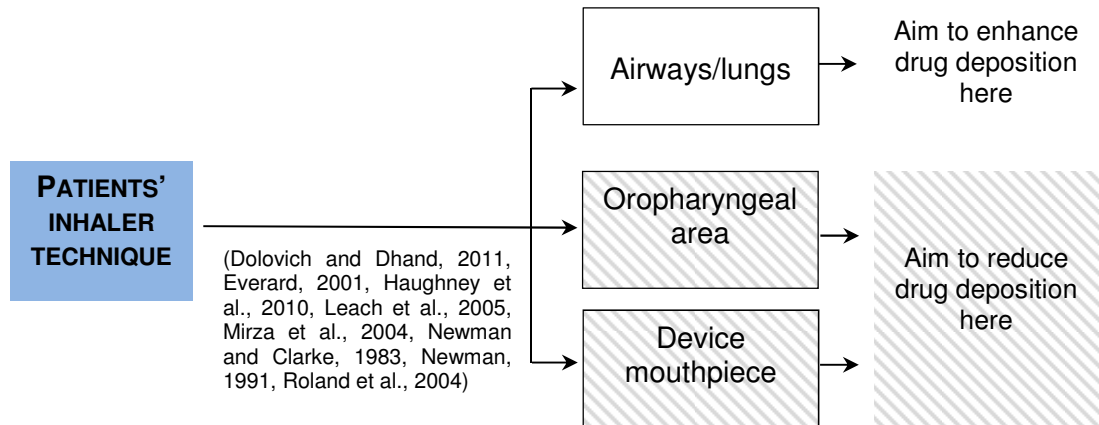 Airways/lungs
Aim to enhance
drug deposition
here
PATIENTS’
INHALER
TECHNIQUE
(Dolovich and Dhand, 2011,
Everard, 2001, Haughney et
al., 2010, Leach et al., 2005,
Mirza et al., 2004, Newman
and Clarke, 1983, Newman,
1991, Roland et al., 2004)
Oropharyngeal
area
Device
mouthpiece
Aim to reduce
drug deposition
here